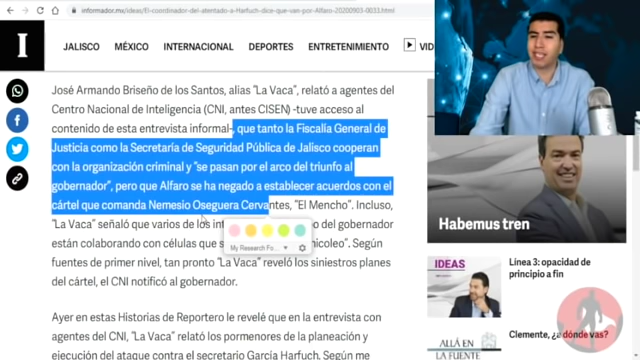 informador.mx/ideas/El-coordinador-del-atentado-a-Harfuch-dice-que-van-por-Alfaro-20200903-0033.html
I
JALISCO MÉXICO INTERNACIONAL DEPORTES ENTRETENIMIENTO VID
José Armando Briseño de los Santos, alias "La Vaca", relató a agentes del
Centro Nacional de Inteligencia (CNI, antes CISEN) -tuve acceso al
contenido de esta entrevista informal-, que tanto la Fiscalía General de
Justicia como la Secretaría de Seguridad Pública de Jalisco cooperan
con la organización criminal y "se pasan por el arco del triunfo al
gobernador", pero que Alfaro se ha negado a establecer acuerdos con el
cártel que comanda Nemesio Oseguera Cervantes, "El Mencho". Incluso,
"La Vaca" señaló que varios de los o del gobernador
están colaborando con células que s nicoleo". Según
fuentes de primer nivel, tan pronto "La Vaca" reveló los siniestros planes
del cártel, el CNI notificó al gobernador.
My Research Fo...
Ayer en estas Historias de Reportero le revelé que en la entrevista con
agentes del CNI, "La Vaca" relató los pormenores de la planeación y
ejecución del ataque contra el secretario García Harfuch. Según me
Habemus tren
IDEAS
Línea 3: opacidad de
principio a fin
ALLÁ EN
LA FUENTE
Clemente, ¿a dónde vas?